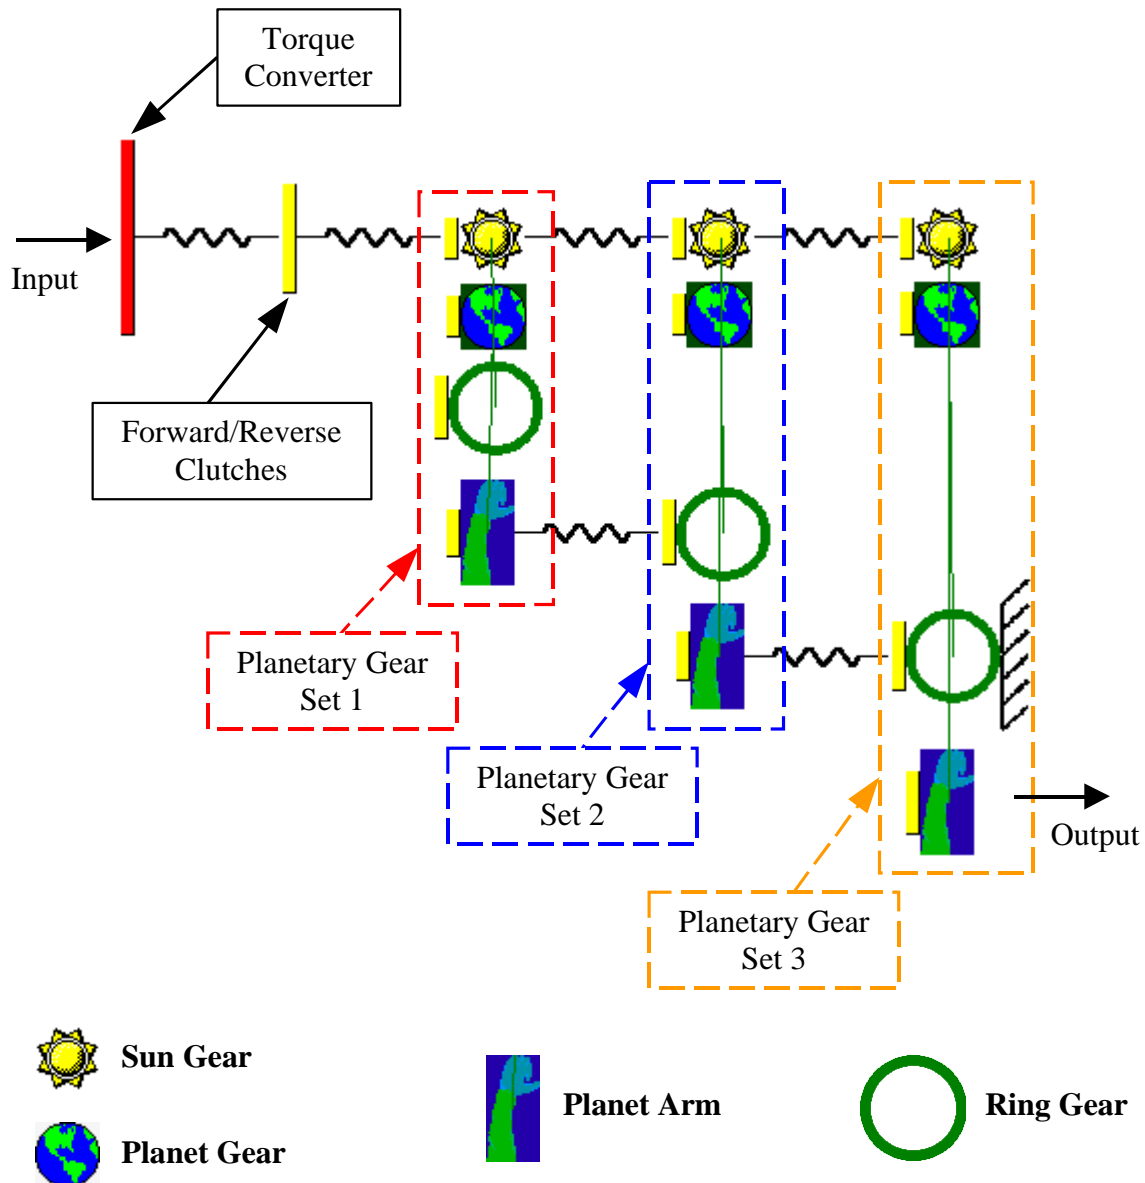 Torque
Converter
Input
Forward/Reverse
Clutches
Planetary Gear
Set 1
Planetary Gear
Set 2
Output
Planetary Gear
Set 3
Sun Gear
Planet Arm
Ring Gear
Planet Gear